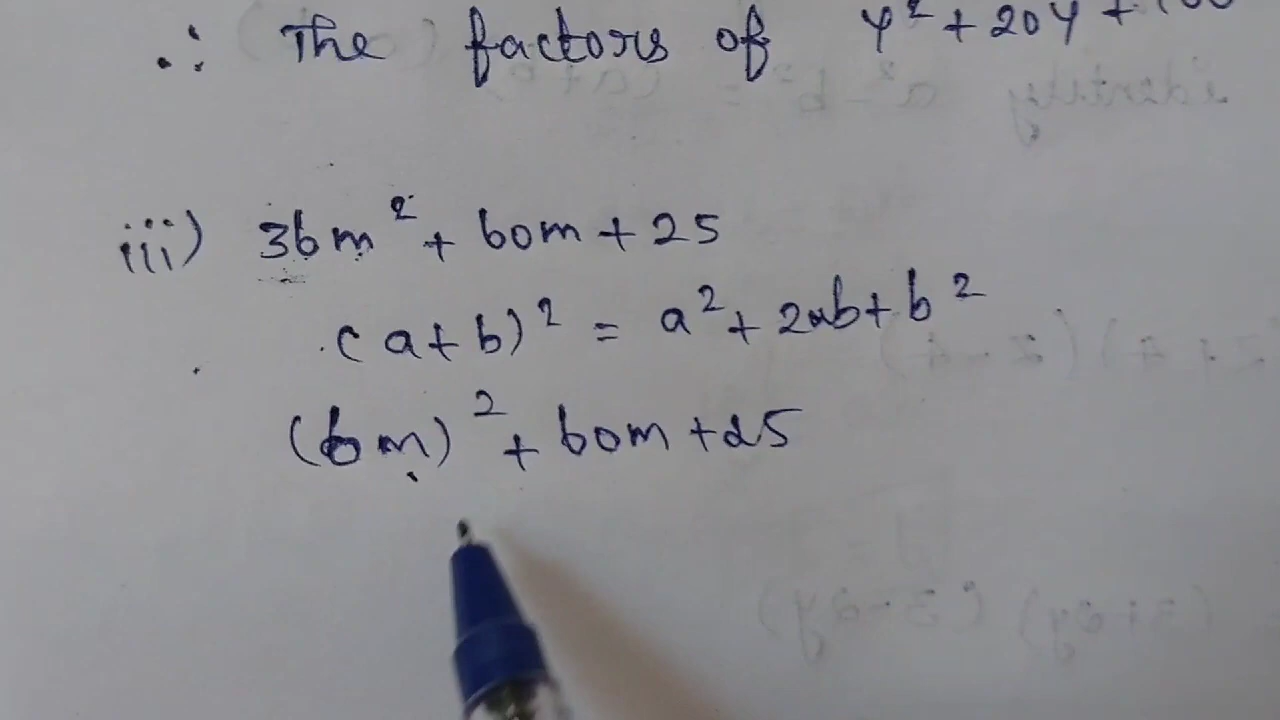 ∴ The factors of y² + 20y +
iii) 36m² + 60m + 25
(a+b)² = a² + 2ab + b²
(6m)² + 60m + 25